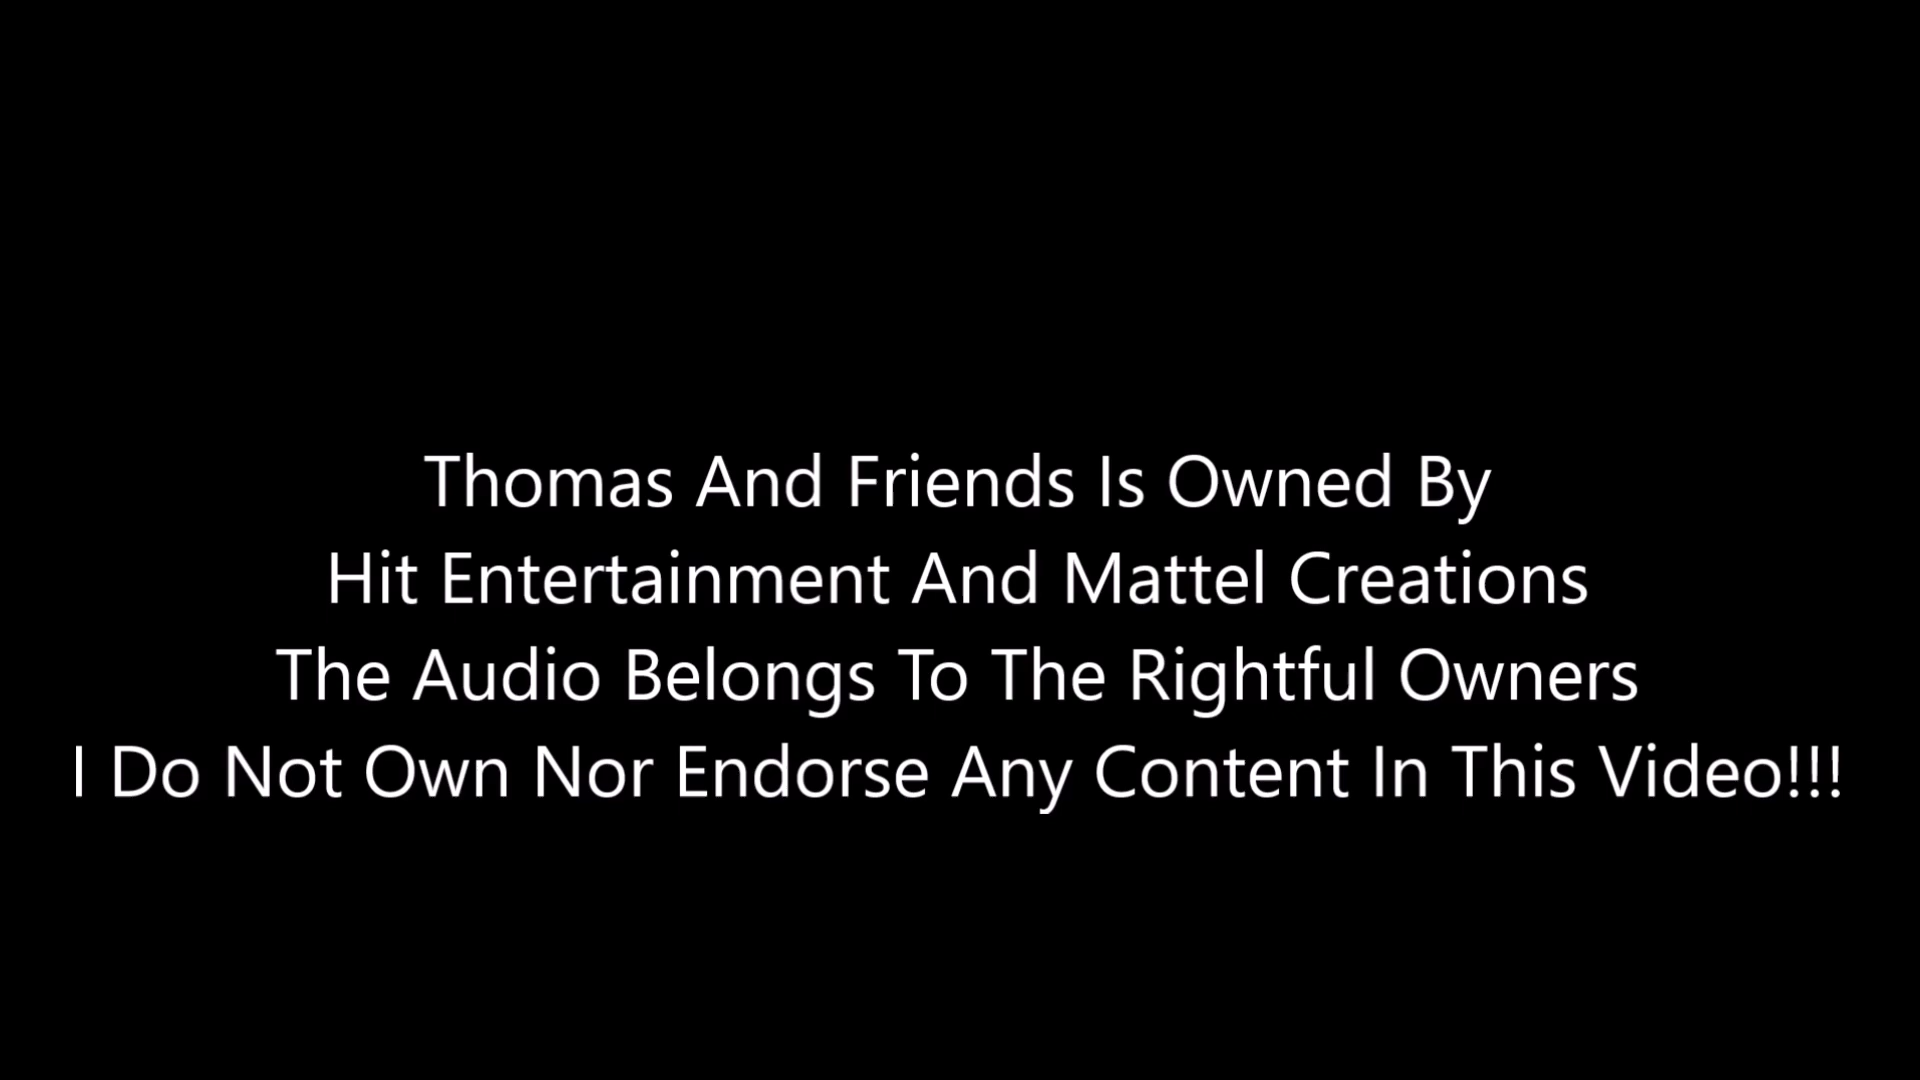 Thomas And Friends Is Owned By
Hit Entertainment And Mattel Creations
The Audio Belongs To The Rightful Owners
I Do Not Own Nor Endorse Any Content In This Video!!!